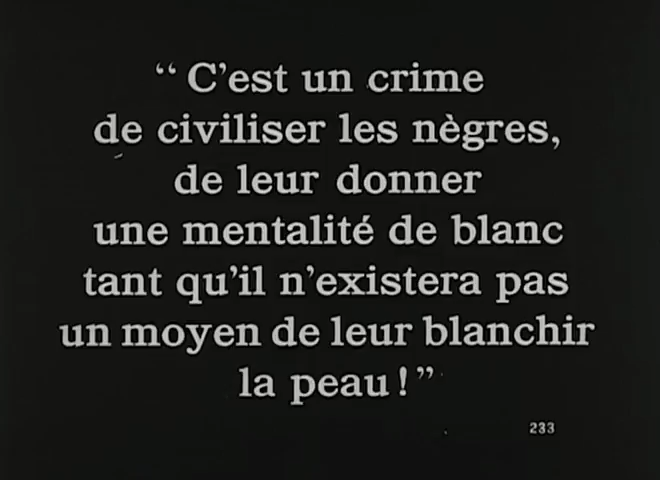 “ C'est un crime
de civiliser les nègres,
de leur donner
une mentalité de blanc
tant qu'il n'existera pas
un moyen de leur blanchir
la peau ! ”
233